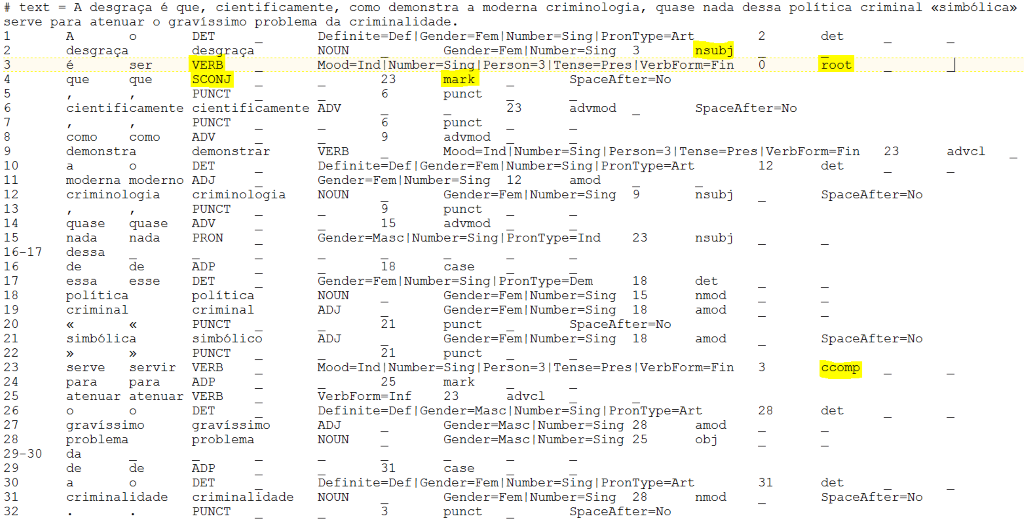 # text = A desgraça é que, cientificamente, como demonstra a moderna criminologia, quase nada dessa política criminal «simbólica»
serve para atenuar o gravíssimo problema da criminalidade.
1 A o DET _ Definite=Def|Gender=Fem|Number=Sing|PronType=Art 2 det _ _
2 desgraça desgraça NOUN _ Gender=Fem|Number=Sing 3 nsubj _ _
3 é ser VERB _ Mood=Ind|Number=Sing|Person=3|Tense=Pres|VerbForm=Fin 0 root _ _
4 que que SCONJ _ _ 23 mark _ SpaceAfter=No
5 , , PUNCT _ _ 6 punct _ _
6 cientificamente cientificamente ADV _ _ 23 advmod _ SpaceAfter=No
7 , , PUNCT _ _ 6 punct _ _
8 como como ADV _ _ 9 advmod _ _
9 demonstra demonstrar VERB _ Mood=Ind|Number=Sing|Person=3|Tense=Pres|VerbForm=Fin 23 advcl _
10 a o DET _ Definite=Def|Gender=Fem|Number=Sing|PronType=Art 12 det _ _
11 moderna moderno ADJ _ Gender=Fem|Number=Sing 12 amod _ _
12 criminologia criminologia NOUN _ Gender=Fem|Number=Sing 9 nsubj _ SpaceAfter=No
13 , , PUNCT _ _ 9 punct _ _
14 quase quase ADV _ _ 15 advmod _ _
15 nada nada PRON _ Gender=Masc|Number=Sing|PronType=Ind 23 nsubj _ _
16-17 dessa _ _ _ _ _ _ _ _
16 de de ADP _ _ 18 case _ _
17 essa esse DET _ Gender=Fem|Number=Sing|PronType=Dem 18 det _ _
18 política política NOUN _ Gender=Fem|Number=Sing 15 nmod _ _
19 criminal criminal ADJ _ Gender=Fem|Number=Sing 18 amod _ _
20 « « PUNCT _ _ 21 punct _ SpaceAfter=No
21 simbólica simbólico ADJ _ Gender=Fem|Number=Sing 18 amod _ SpaceAfter=No
22 » » PUNCT _ _ 21 punct _ _
23 serve servir VERB _ Mood=Ind|Number=Sing|Person=3|Tense=Pres|VerbForm=Fin 3 ccomp _ _
24 para para ADP _ _ 25 mark _ _
25 atenuar atenuar VERB _ VerbForm=Inf 23 advcl _ _
26 o o DET _ Definite=Def|Gender=Masc|Number=Sing|PronType=Art 28 det _ _
27 gravíssimo gravíssimo ADJ _ Gender=Masc|Number=Sing 28 amod _ _
28 problema problema NOUN _ Gender=Masc|Number=Sing 25 obj _ _
29-30 da _ _ _ _ _ _ _ _
29 de de ADP _ _ 31 case _ _
30 a o DET _ Definite=Def|Gender=Fem|Number=Sing|PronType=Art 31 det _ _
31 criminalidade criminalidade NOUN _ Gender=Fem|Number=Sing 28 nmod _ SpaceAfter=No
32 . . PUNCT _ _ 3 punct _ SpaceAfter=No